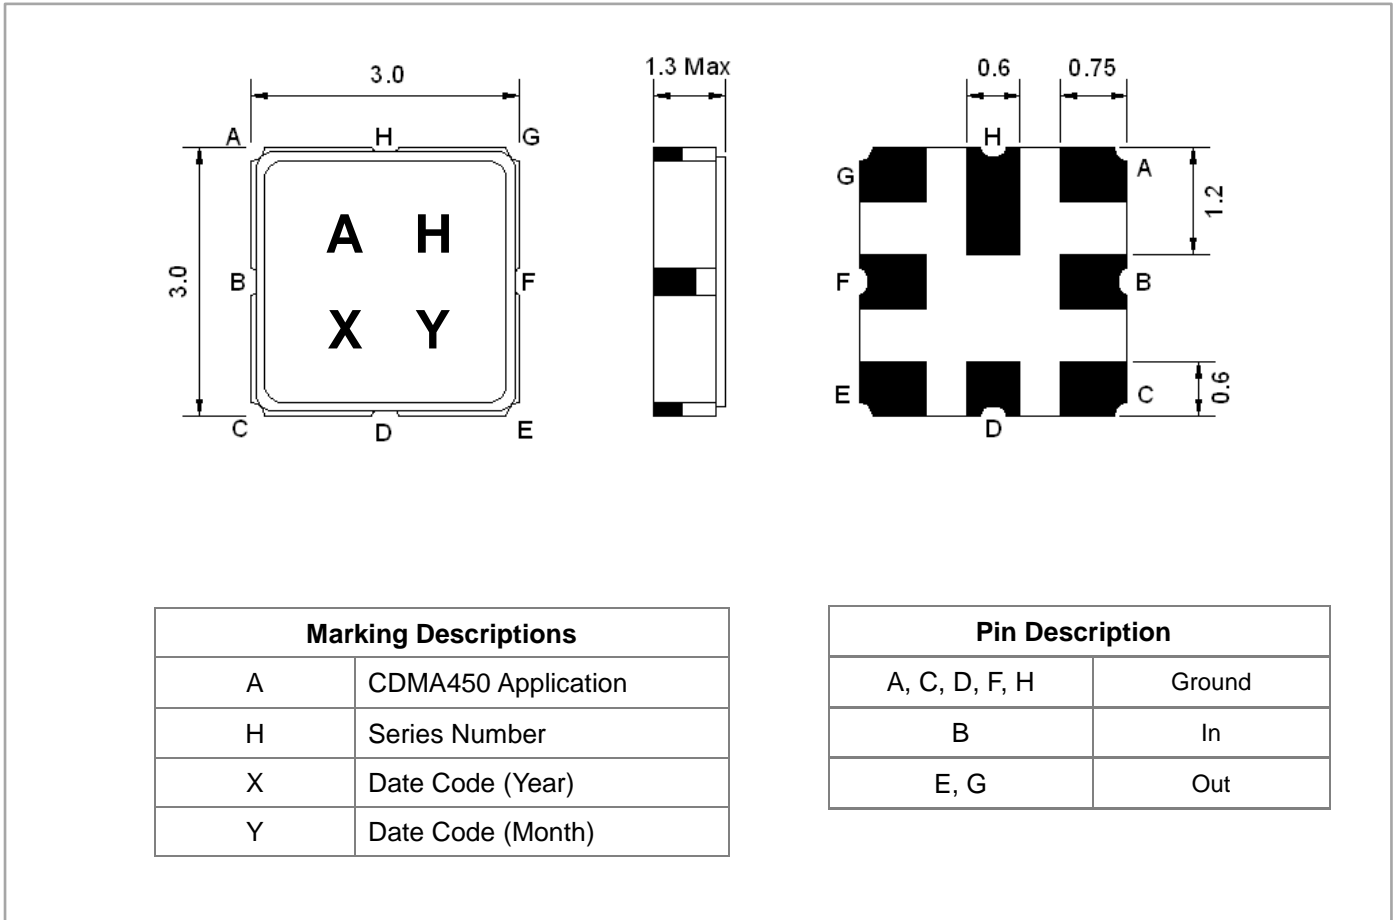 3.0
1.3 Max
0.6 0.75
A H G
H
G A
A H
3.0
B F
X Y
1.2
F B
E C
0.6
C D E
D
Marking Descriptions
A CDMA450 Application
H Series Number
X Date Code (Year)
Y Date Code (Month)
Pin Description
A, C, D, F, H Ground
B In
E, G Out